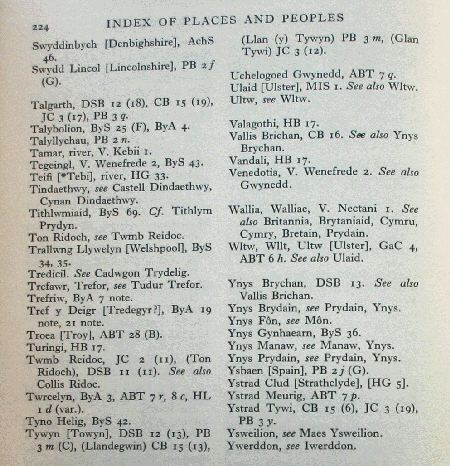 224
INDEX OF PLACES AND PEOPLES
Swyddinbych [Denbighshire], AchS
46.
Swydd Lincol [Lincolnshire], PB 2 f
(G).
Talgarth, DSB 12 (18), CB 15 (19),
JC 3 (17), PB 3 q.
Talybolion, ByS 25 (F), ByA 4.
Talyllychau, PB 2 n.
Tamar, river, V. Kebii 1.
Tegeingl, V. Wenefrede 2, ByS 43.
Teifi [*Tebi], river, HG 33.
Tindaethwy, see Castell Dindaethwy,
Cynan Dindaethwy.
Tithlwmiaid, ByS 69. Cf. Tithlym
Prydyn.
Ton Ridoch, see Twmb Reidoc.
Trallwng Llywelyn [Welshpool], ByS
34, 35.
Tredicil. See Cadwgon Trydelig.
Trefawr, Trefor, see Tudur Trefor.
Trefriw, ByA 7 note.
Tref y Deigr [Tredegyr?], ByA 19
note, 21 note.
Troea [Troy], ABT 28 (B).
Turingi, HB 17.
Twmb Reidoc, JC 2 (11), (Ton
Ridoch), DSB 11 (11). See also
Collis Ridoc.
Twrcelyn, ByA 3, ABT 7 r, 8 c, HL
1 d (var.).
Tyno Helig, ByS 42.
Tywyn [Towyn], DSB 12 (13), PB
3 m (C), (Llandegwin) CB 15 (13),
(Llan (y) Tywyn) PB 3 m, (Glan
Tywi) JC 3 (12).
Uchelogoed Gwynedd, ABT 7 q.
Ulaid [Ulster], MIS 1. See also Wltw.
Ultw, see Wltw.
Valagothi, HB 17.
Vallis Brichan, CB 16. See also Ynys
Brychan.
Vandali, HB 17.
Venedotia, V. Wenefrede 2. See also
Gwynedd.
Wallia, Walliae, V. Nectani 1. See
also Britannia, Brytaniaid, Cymru,
Cymry, Bretain, Prydain.
Wltw, Wllt, Ultw [Ulster], GaC 4,
ABT 6 h. See also Ulaid.
Ynys Brychan, DSB 13. See also
Vallis Brichan.
Ynys Brydain, see Prydain, Ynys.
Ynys Fôn, see Môn.
Ynys Gynhaearn, ByS 36.
Ynys Manaw, see Manaw, Ynys.
Ynys Prydain, see Prydain, Ynys.
Ysbaen [Spain], PB 2 j (G).
Ystrad Clud [Strathclyde], [HG 5].
Ystrad Meurig, ABT 7 p.
Ystrad Tywi, CB 15 (6), JC 3 (19),
PB 3 y.
Ysweilion, see Maes Ysweilion.
Ywerddon, see Iwerddon.